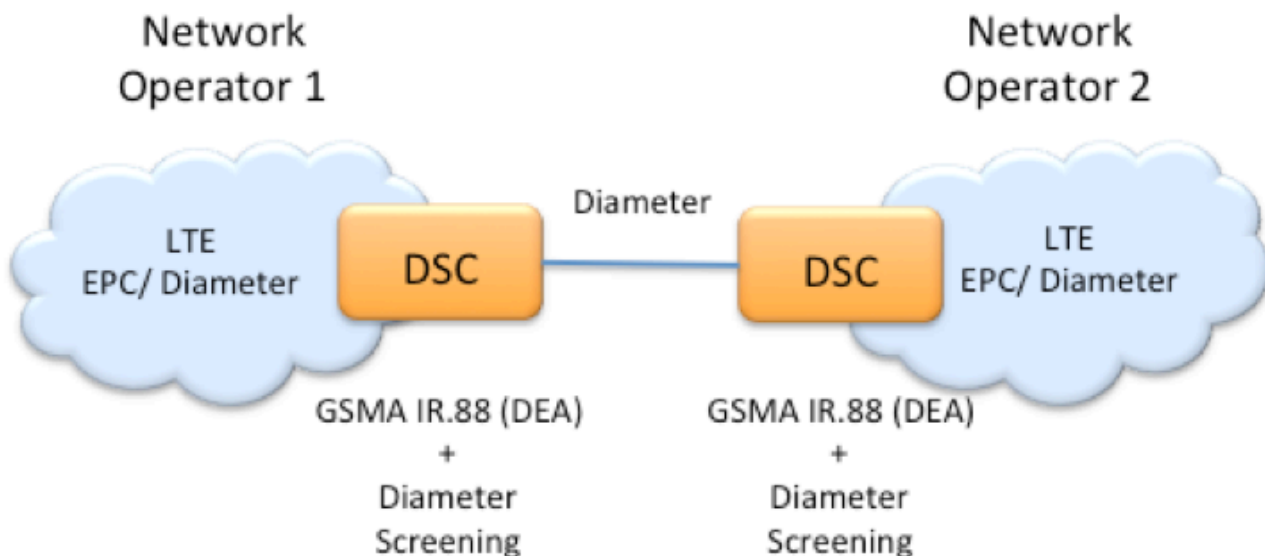 Network
Operator 1
Network
Operator 2
LTE
EPC/ Diameter
DSC
Diameter
DSC
LTE
EPC/ Diameter
GSMA IR.88 (DEA)
+
Diameter
Screening
GSMA IR.88 (DEA)
+
Diameter
Screening